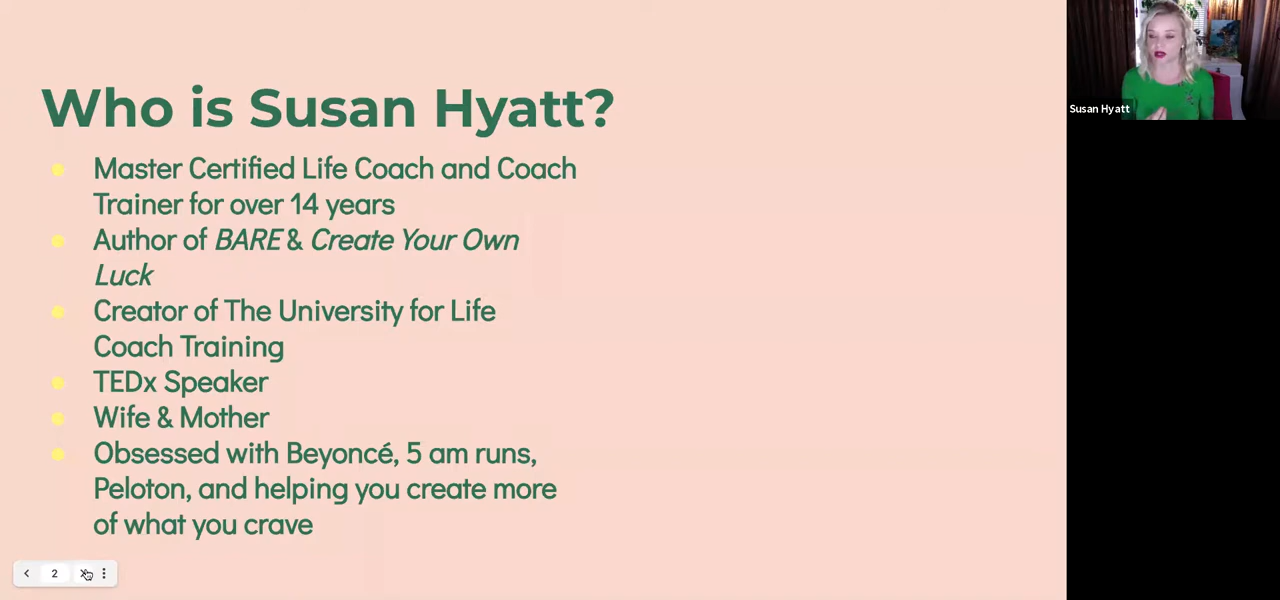 Who is Susan Hyatt?
Master Certified Life Coach and Coach
Trainer for over 14 years
Author of BARE & Create Your Own
Luck
Creator of The University for Life
Coach Training
TEDx Speaker
Wife & Mother
Obsessed with Beyoncé, 5 am runs,
Peloton, and helping you create more
of what you crave
2
Susan Hyatt